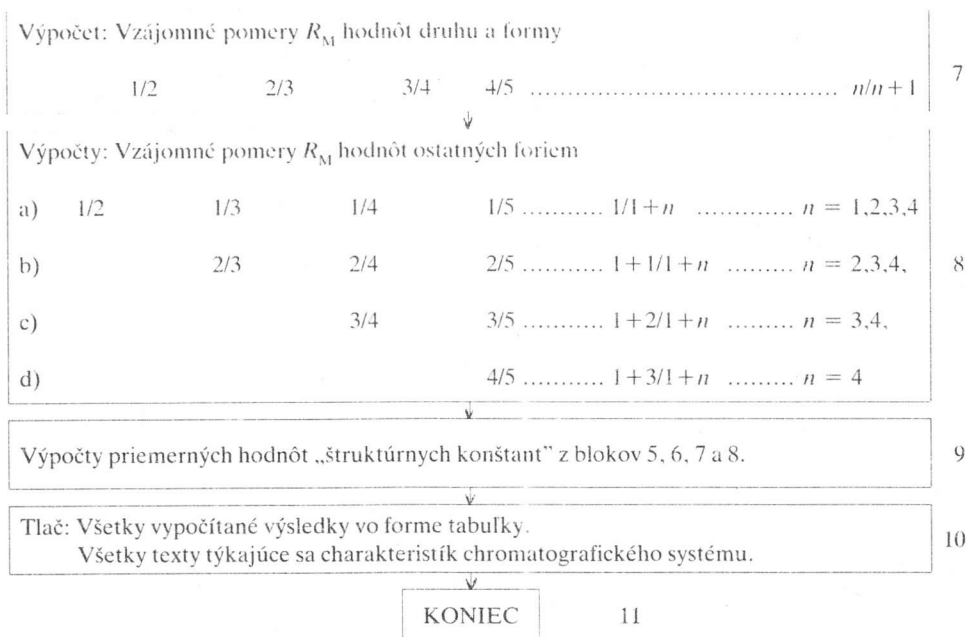 Výpočet: Vzájomné pomery R_M hodnôt druhu a formy
1/2 2/3 3/4 4/5 ...................................... n/n + 1
7
Výpočty: Vzájomné pomery R_M hodnôt ostatných foriem
a) 1/2 1/3 1/4 1/5 ........... 1/1+n ............. n = 1,2,3,4
b) 2/3 2/4 2/5 ........... 1+1/1+n ......... n = 2,3,4,
8
c) 3/4 3/5 ........... 1+2/1+n ......... n = 3,4,
d) 4/5 ........... 1+3/1+n ......... n = 4
Výpočty priemerných hodnôt „štruktúrnych konštant” z blokov 5, 6, 7 a 8.
9
Tlač: Všetky vypočítané výsledky vo forme tabuľky.
Všetky texty týkajúce sa charakteristík chromatografického systému.
10
KONIEC 11